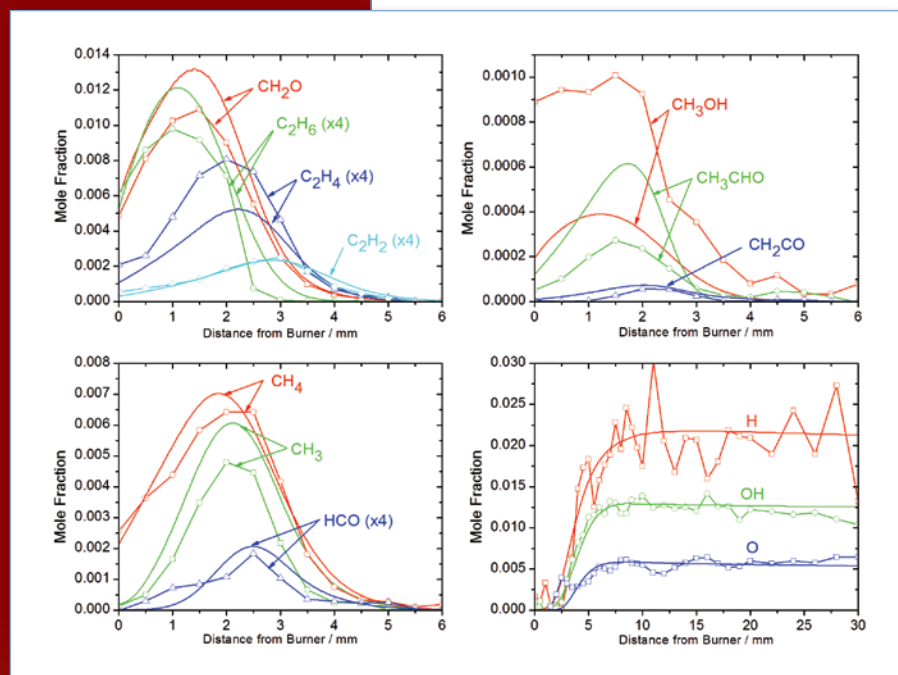 0.014
0.012
0.010
0.008
0.006
0.004
0.002
0.000
Mole Fraction
CH₂O
C₂H₆ (x4)
C₂H₄ (x4)
C₂H₂ (x4)
0 1 2 3 4 5 6
Distance from Burner / mm
0.0010
0.0008
0.0006
0.0004
0.0002
0.0000
Mole Fraction
CH₃OH
CH₃CHO
CH₂CO
0 1 2 3 4 5 6
Distance from Burner / mm
0.008
0.007
0.006
0.005
0.004
0.003
0.002
0.001
0.000
Mole Fraction
CH₄
CH₃
HCO (x4)
0 1 2 3 4 5 6
Distance from Burner / mm
0.030
0.025
0.020
0.015
0.010
0.005
0.000
Mole Fraction
H
OH
O
0 5 10 15 20 25 30
Distance from Burner / mm